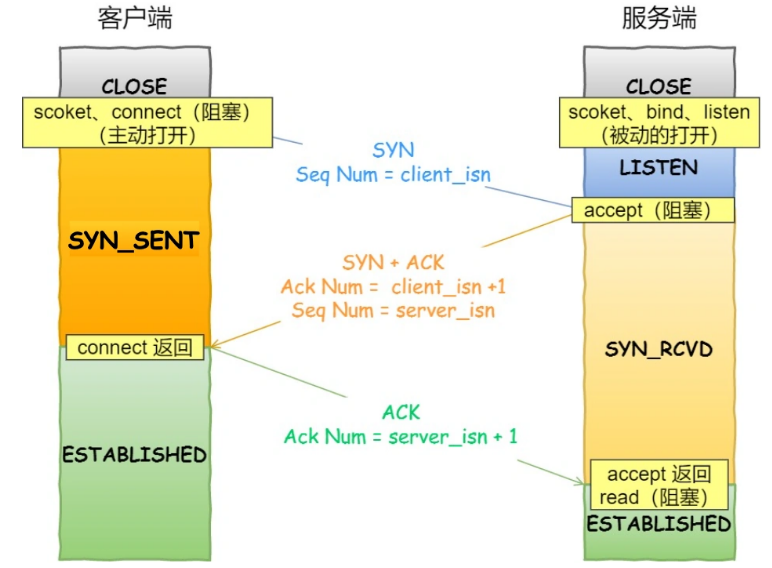 客户端
服务端
CLOSE
CLOSE
scoket、connect（阻塞）
（主动打开）
scoket、bind、listen
（被动的打开）
SYN
Seq Num = client_isn
LISTEN
accept（阻塞）
SYN_SENT
SYN + ACK
Ack Num = client_isn +1
Seq Num = server_isn
connect 返回
SYN_RCVD
ACK
Ack Num = server_isn + 1
ESTABLISHED
accept 返回
read（阻塞）
ESTABLISHED